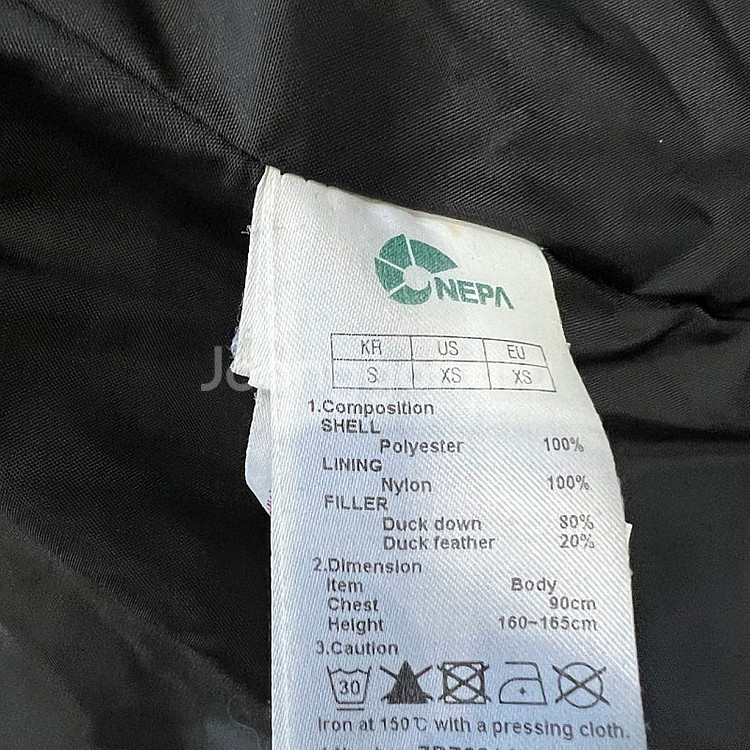 NEPA
KR US EU
S XS XS
1.Composition
SHELL
Polyester 100%
LINING
Nylon 100%
FILLER
Duck down 80%
Duck feather 20%
2.Dimension
Item Body
Chest 90cm
Height 160~165cm
3.Caution
30
Iron at 150℃ with a pressing cloth.